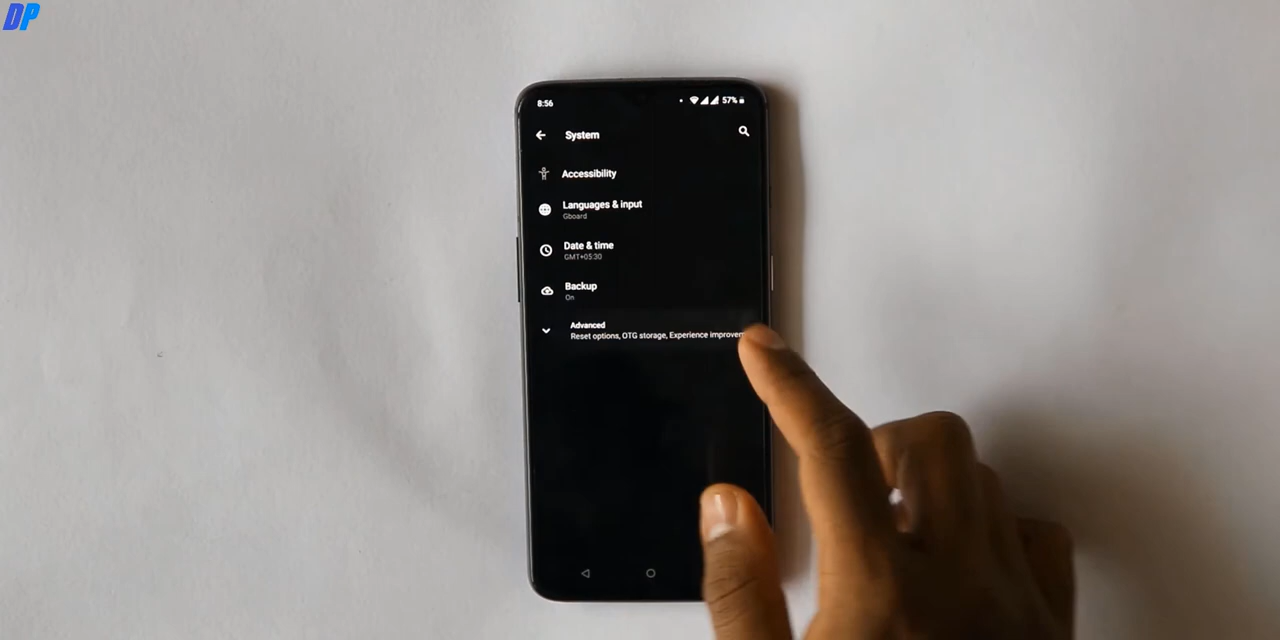 DP
8:56
57%
System
Accessibility
Languages & input
Gboard
Date & time
GMT+05:30
Backup
On
Advanced
Reset options, OTG storage, Experience